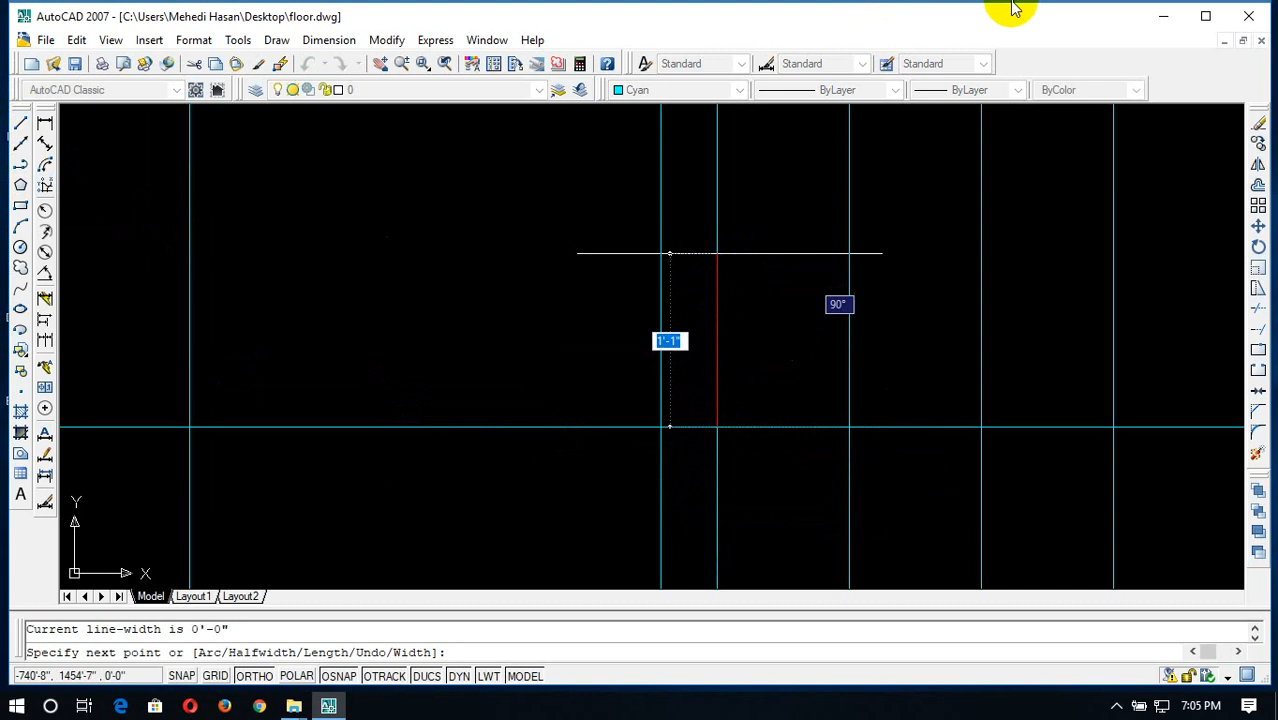 AutoCAD 2007 - [C:\Users\Mehedi Hasan\Desktop\floor.dwg]
File Edit View Insert Format Tools Draw Dimension Modify Express Window Help
Standard Standard Standard
AutoCAD Classic 0 Cyan ByLayer ByLayer ByColor
90°
1'-1"
Y
X
A
Model Layout1 Layout2
Current line-width is 0'-0"
Specify next point or [Arc/Halfwidth/Length/Undo/Width]:
-740'-8", 1454'-7" , 0'-0" SNAP GRID ORTHO POLAR OSNAP OTRACK DUCS DYN LWT MODEL
7:05 PM